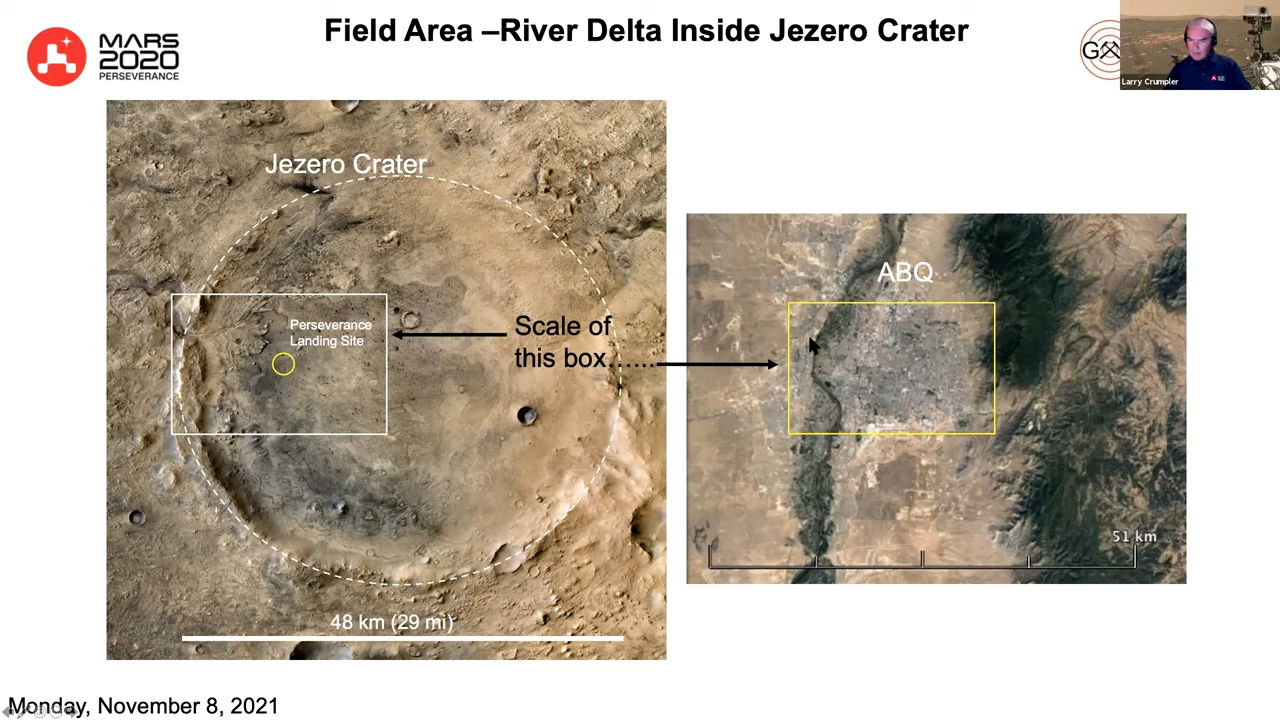 Field Area –River Delta Inside Jezero Crater
MARS
2020
PERSEVERANCE
G
Larry Crumpler
Jezero Crater
Perseverance
Landing Site
Scale of
this box……
ABQ
51 km
48 km (29 mi)
Monday, November 8, 2021